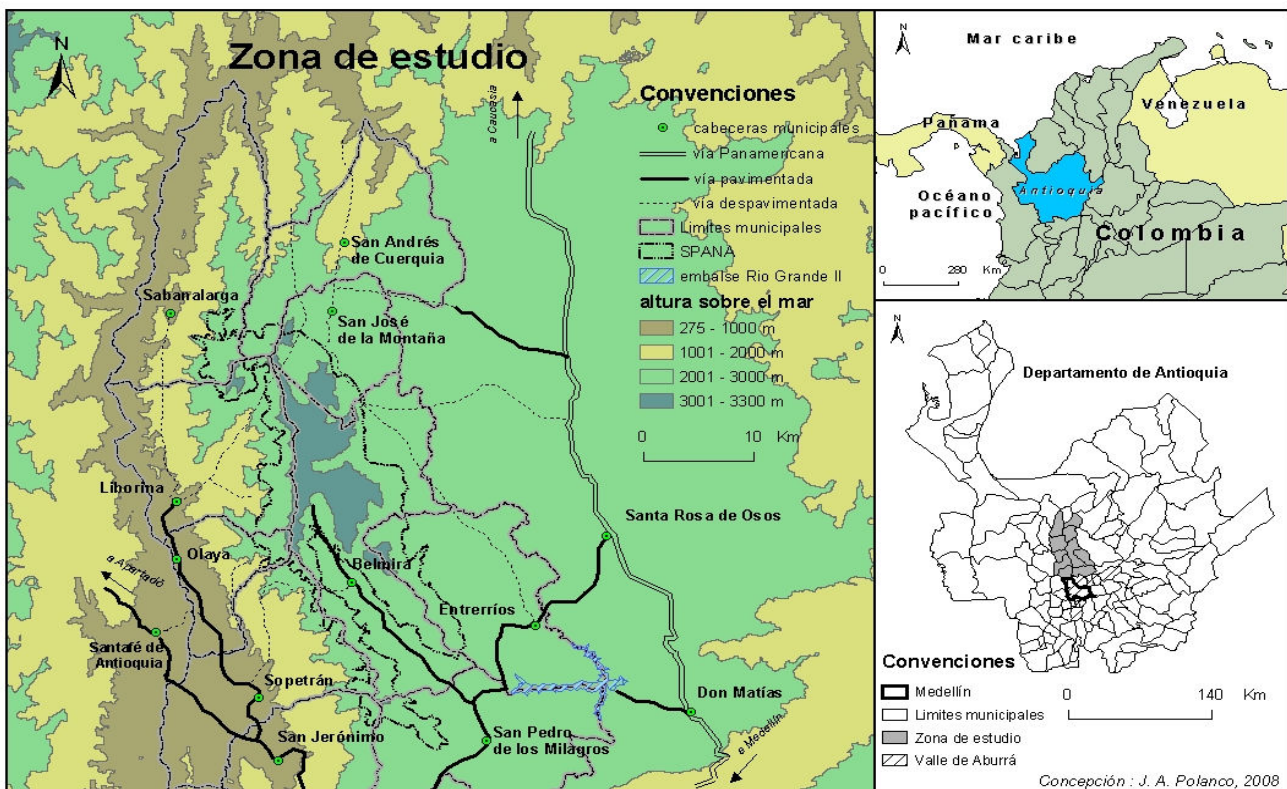 Zona de estudio
N
a Caucasia
Convenciones
cabeceras municipales
vía Panamericana
vía pavimentada
vía despavimentada
Limites municipales
SPANA
embalse Rio Grande II
altura sobre el mar
275 - 1000 m
1001 - 2000 m
2001 - 3000 m
3001 - 3300 m
0 10 Km
San Andrés
de Cuerquia
Sabanalarga
San José
de la Montaña
Liborina
Santa Rosa de Osos
Olaya
a Apartadó
Belmira
Entrerríos
Santafé de
Antioquia
Sopetrán
Don Matías
San Jerónimo
San Pedro
de los Milagros
a Medellín
N
Mar caribe
Venezuela
Pañama
Antioquia
Océano
pacífico
Colombia
0 280 Km
N
Departamento de Antioquia
Convenciones
Medellín
Limites municipales
Zona de estudio
Valle de Aburrá
0 140 Km
Concepción : J. A. Polanco, 2008